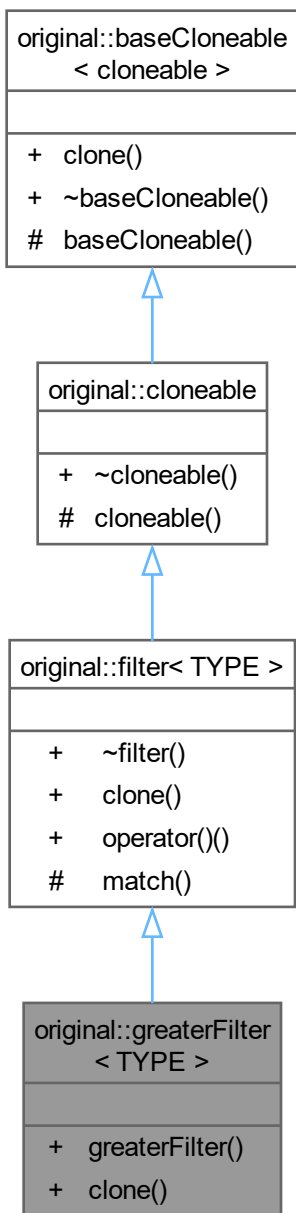 original::baseCloneable
< cloneable >
+ clone()
+ ~baseCloneable()
# baseCloneable()
original::cloneable
+ ~cloneable()
# cloneable()
original::filter< TYPE >
+ ~filter()
+ clone()
+ operator()()
# match()
original::greaterFilter
< TYPE >
+ greaterFilter()
+ clone()